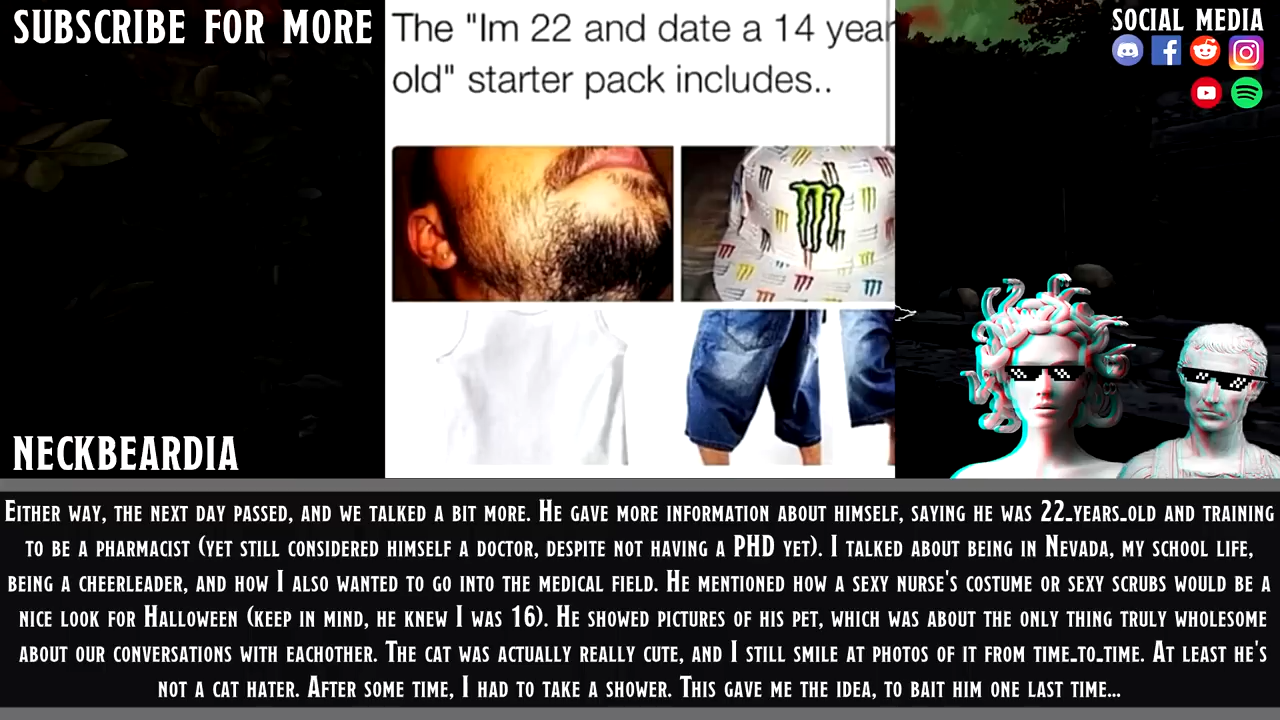 SUBSCRIBE FOR MORE
The "Im 22 and date a 14 year
old" starter pack includes..
SOCIAL MEDIA
NECKBEARDIA
EITHER WAY, THE NEXT DAY PASSED, AND WE TALKED A BIT MORE. HE GAVE MORE INFORMATION ABOUT HIMSELF, SAYING HE WAS 22-YEARS-OLD AND TRAINING
TO BE A PHARMACIST (YET STILL CONSIDERED HIMSELF A DOCTOR, DESPITE NOT HAVING A PHD YET). I TALKED ABOUT BEING IN NEVADA, MY SCHOOL LIFE,
BEING A CHEERLEADER, AND HOW I ALSO WANTED TO GO INTO THE MEDICAL FIELD. HE MENTIONED HOW A SEXY NURSE'S COSTUME OR SEXY SCRUBS WOULD BE A
NICE LOOK FOR HALLOWEEN (KEEP IN MIND, HE KNEW I WAS 16). HE SHOWED PICTURES OF HIS PET, WHICH WAS ABOUT THE ONLY THING TRULY WHOLESOME
ABOUT OUR CONVERSATIONS WITH EACHOTHER. THE CAT WAS ACTUALLY REALLY CUTE, AND I STILL SMILE AT PHOTOS OF IT FROM TIME-TO-TIME. AT LEAST HE'S
NOT A CAT HATER. AFTER SOME TIME, I HAD TO TAKE A SHOWER. THIS GAVE ME THE IDEA, TO BAIT HIM ONE LAST TIME...